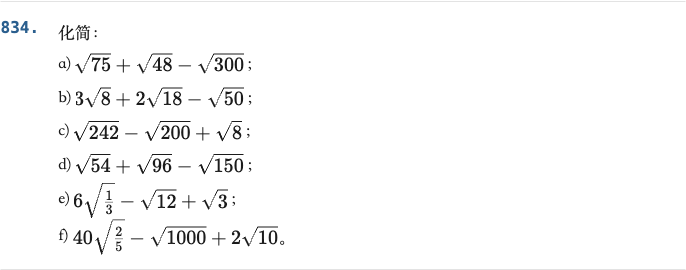 834. 化简：
a) √75 + √48 − √300；
b) 3√8 + 2√18 − √50；
c) √242 − √200 + √8；
d) √54 + √96 − √150；
e) 6√(1/3) − √12 + √3；
f) 40√(2/5) − √1000 + 2√10。